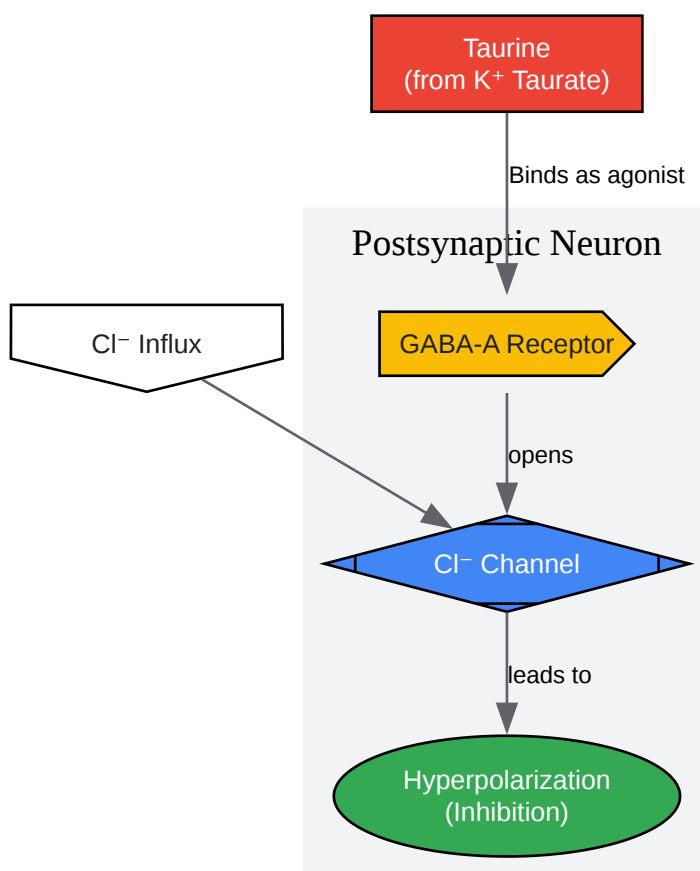 Taurine
(from K⁺ Taurate)
Binds as agonist
Postsynaptic Neuron
Cl⁻ Influx
GABA-A Receptor
opens
Cl⁻ Channel
leads to
Hyperpolarization
(Inhibition)